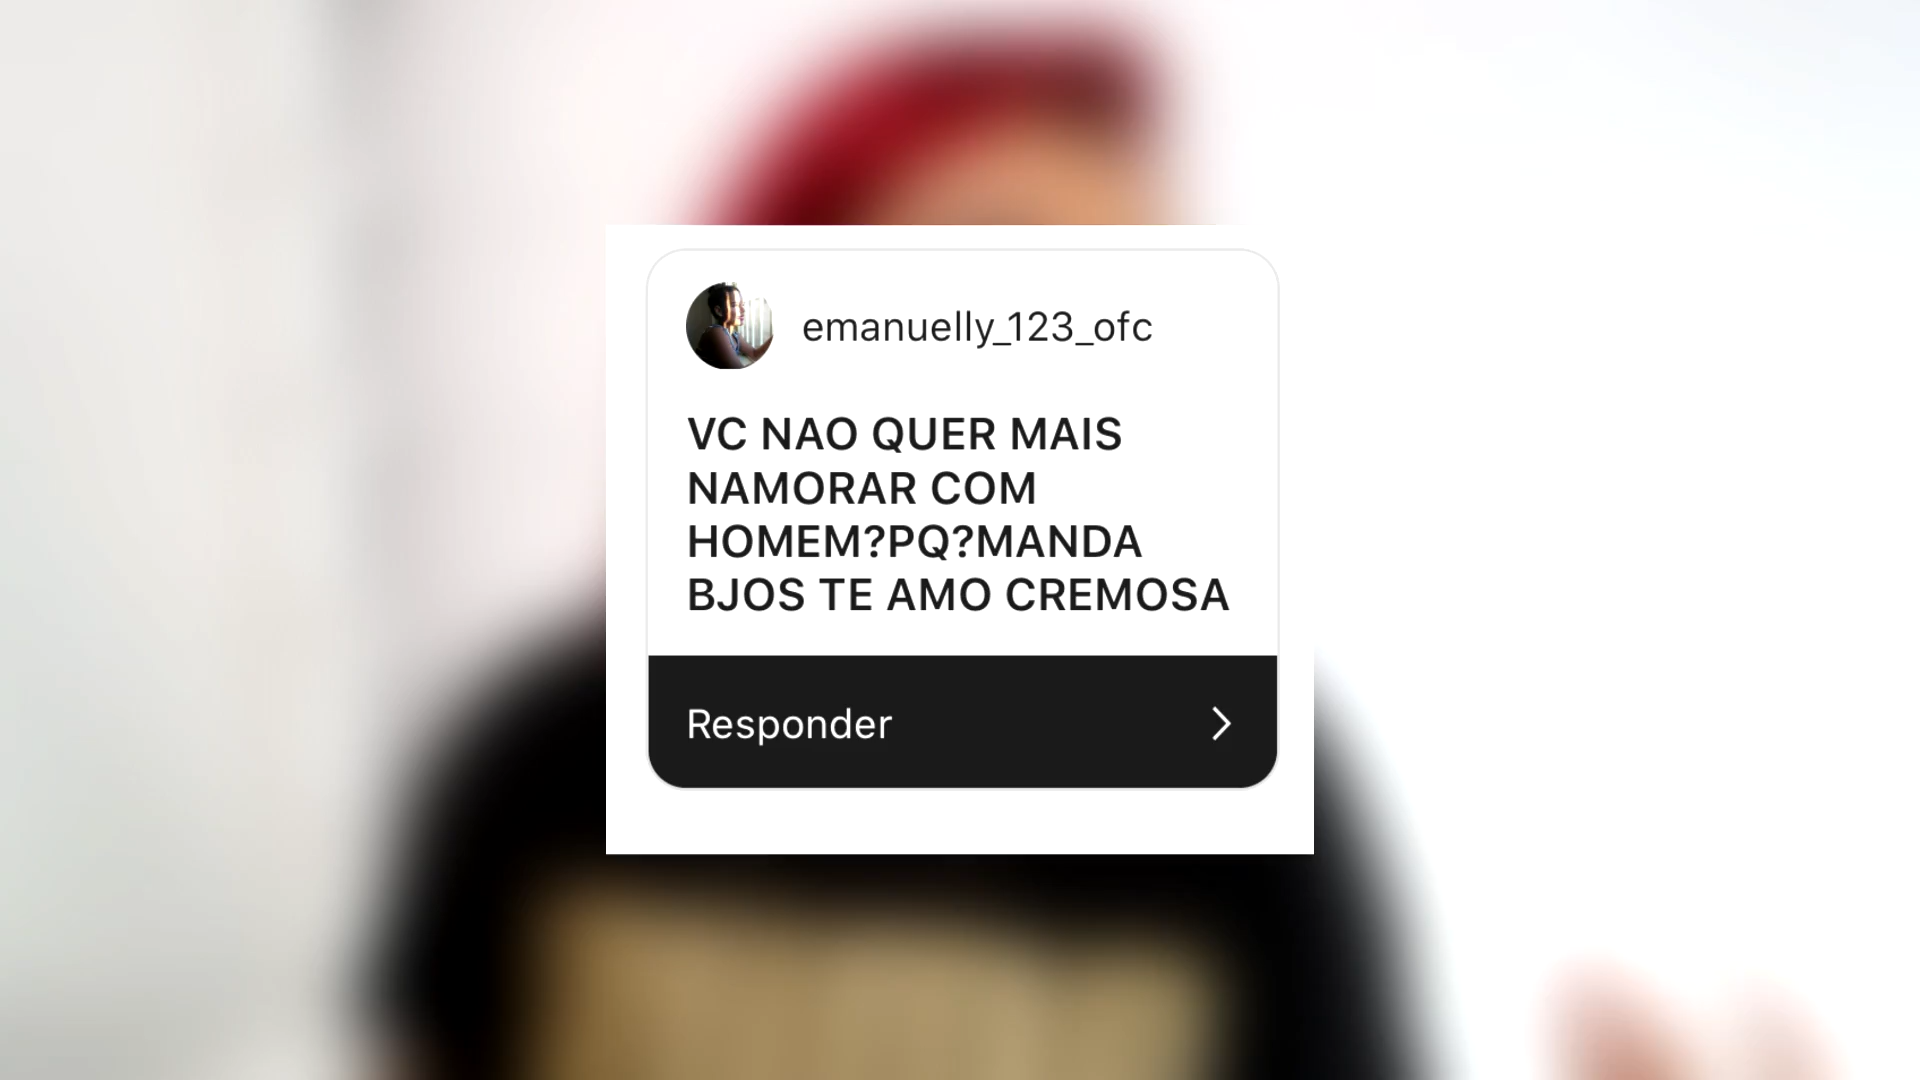 emanuelly_123_ofc
VC NAO QUER MAIS
NAMORAR COM
HOMEM?PQ?MANDA
BJOS TE AMO CREMOSA
Responder